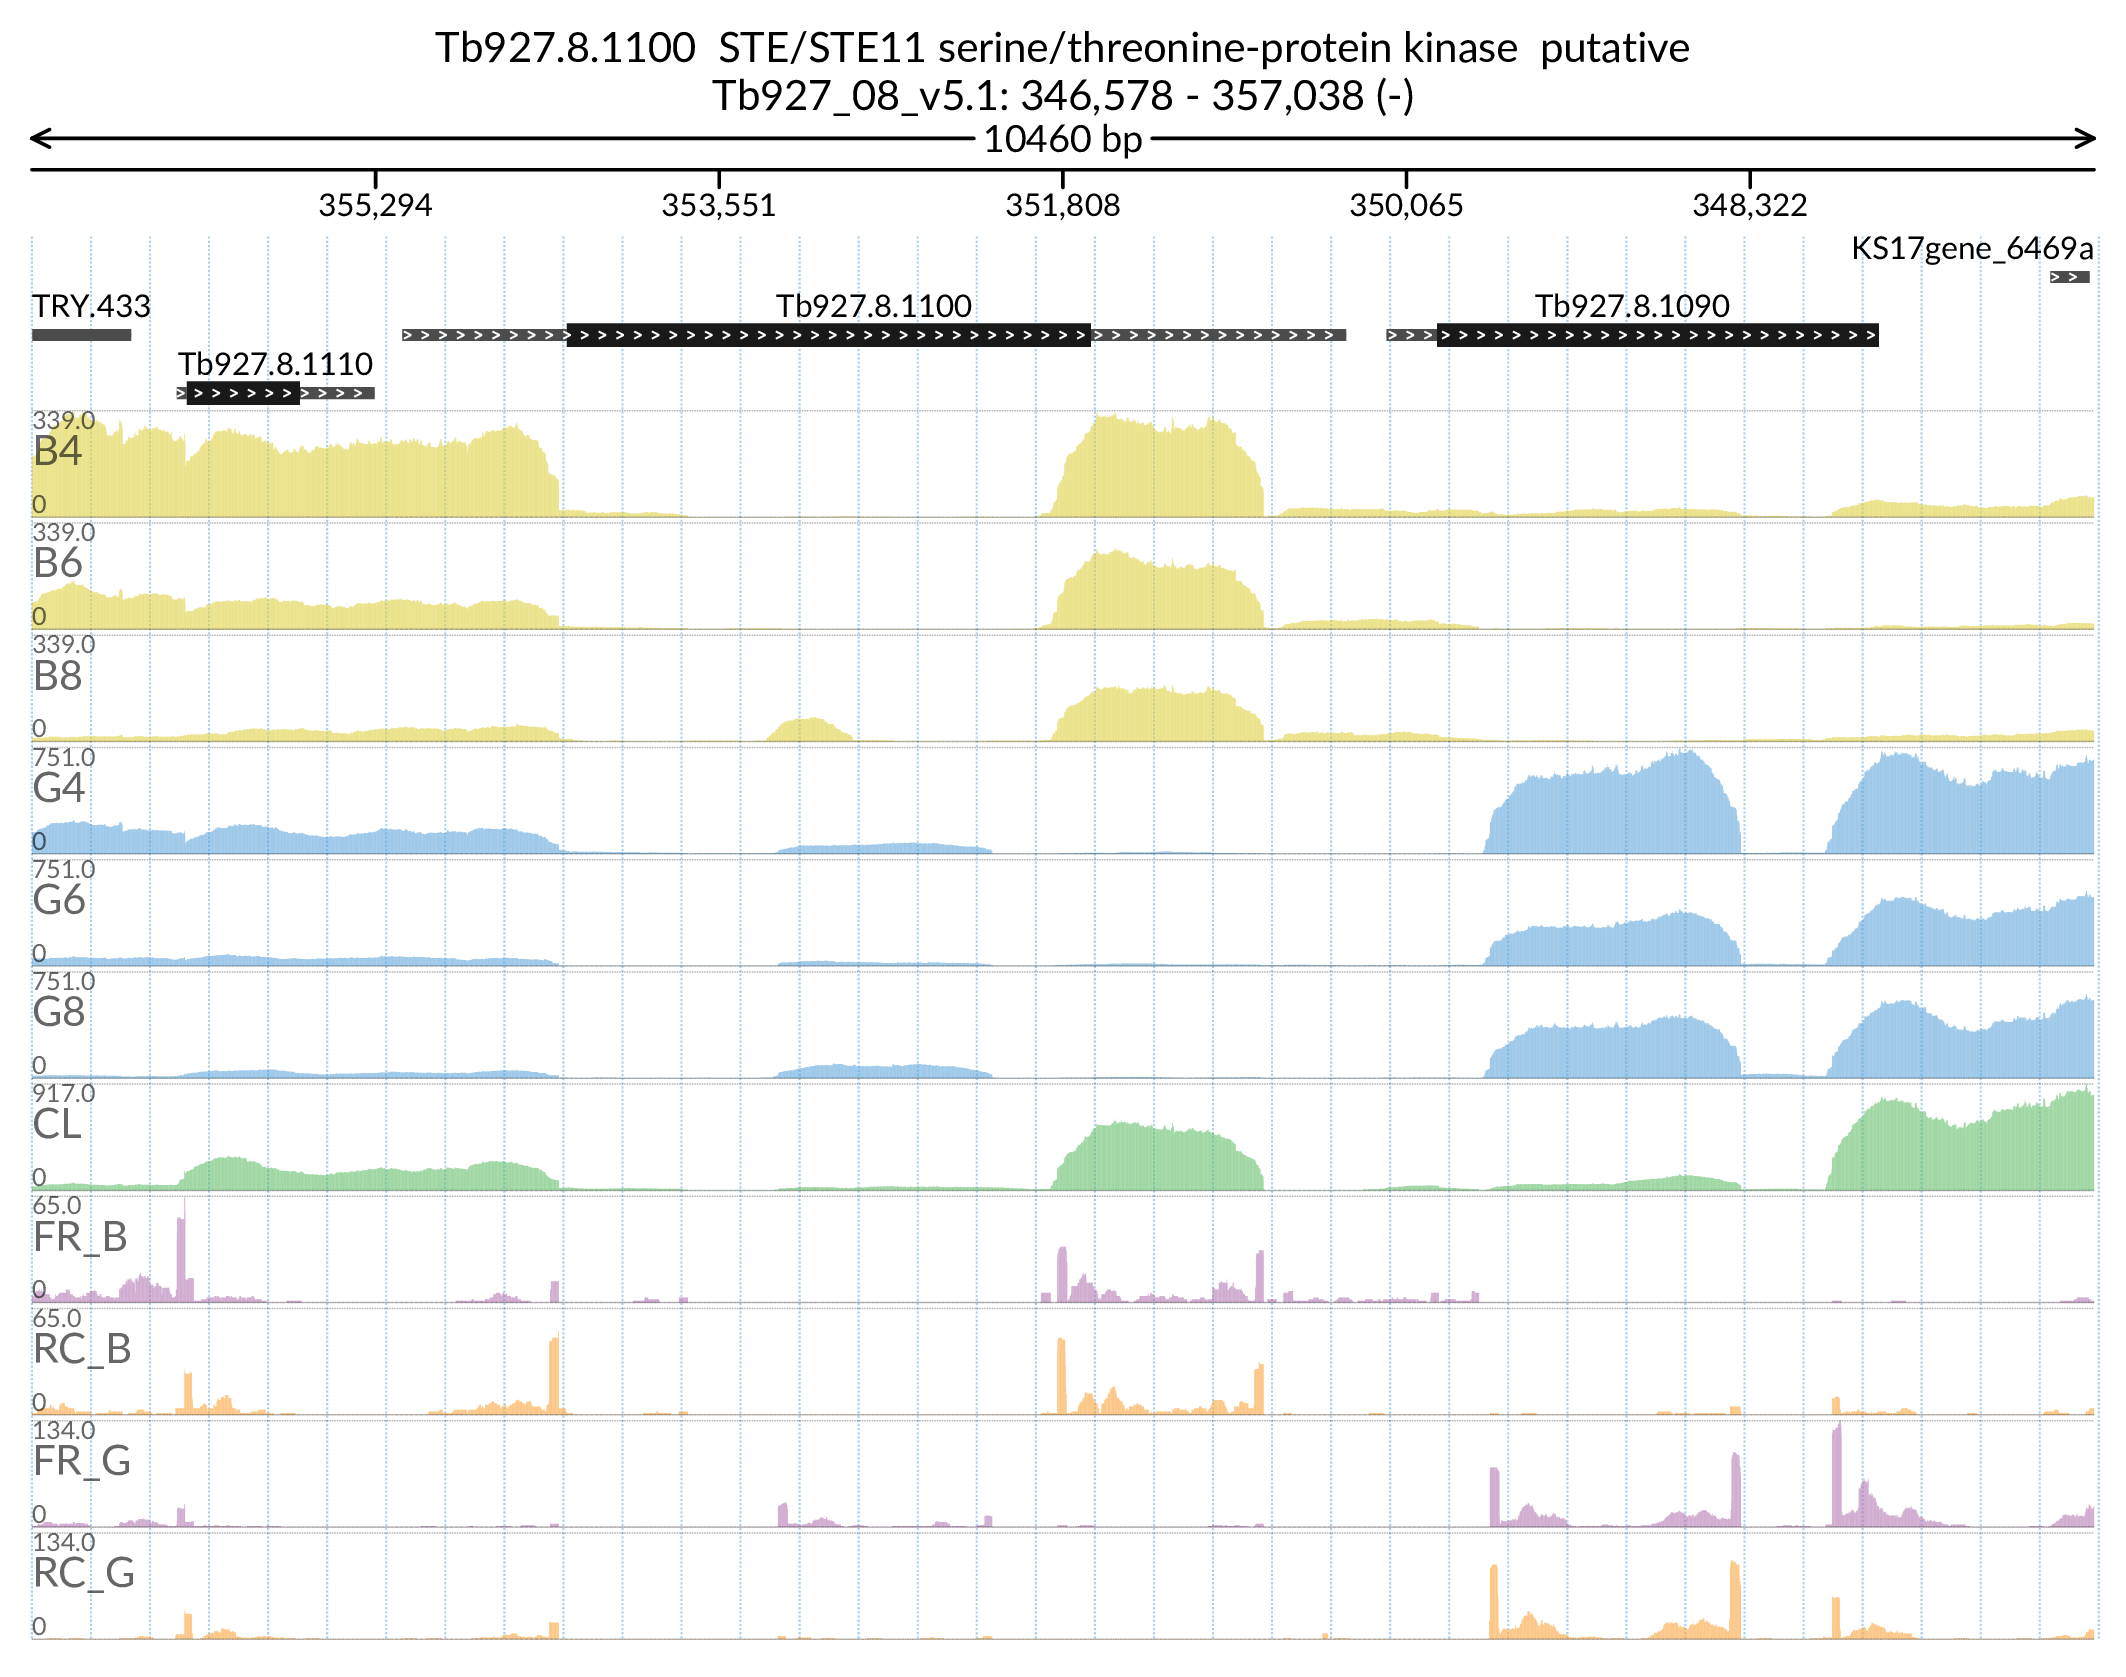 Tb927.8.1100  STE/STE11 serine/threonine-protein kinase  putative
Tb927_08_v5.1: 346,578 - 357,038 (-)
10460 bp
355,294 353,551 351,808 350,065 348,322
KS17gene_6469a
TRY.433 Tb927.8.1100 Tb927.8.1090
Tb927.8.1110
339.0
B4
0
339.0
B6
0
339.0
B8
0
751.0
G4
0
751.0
G6
0
751.0
G8
0
917.0
CL
0
65.0
FR_B
0
65.0
RC_B
0
134.0
FR_G
0
134.0
RC_G
0